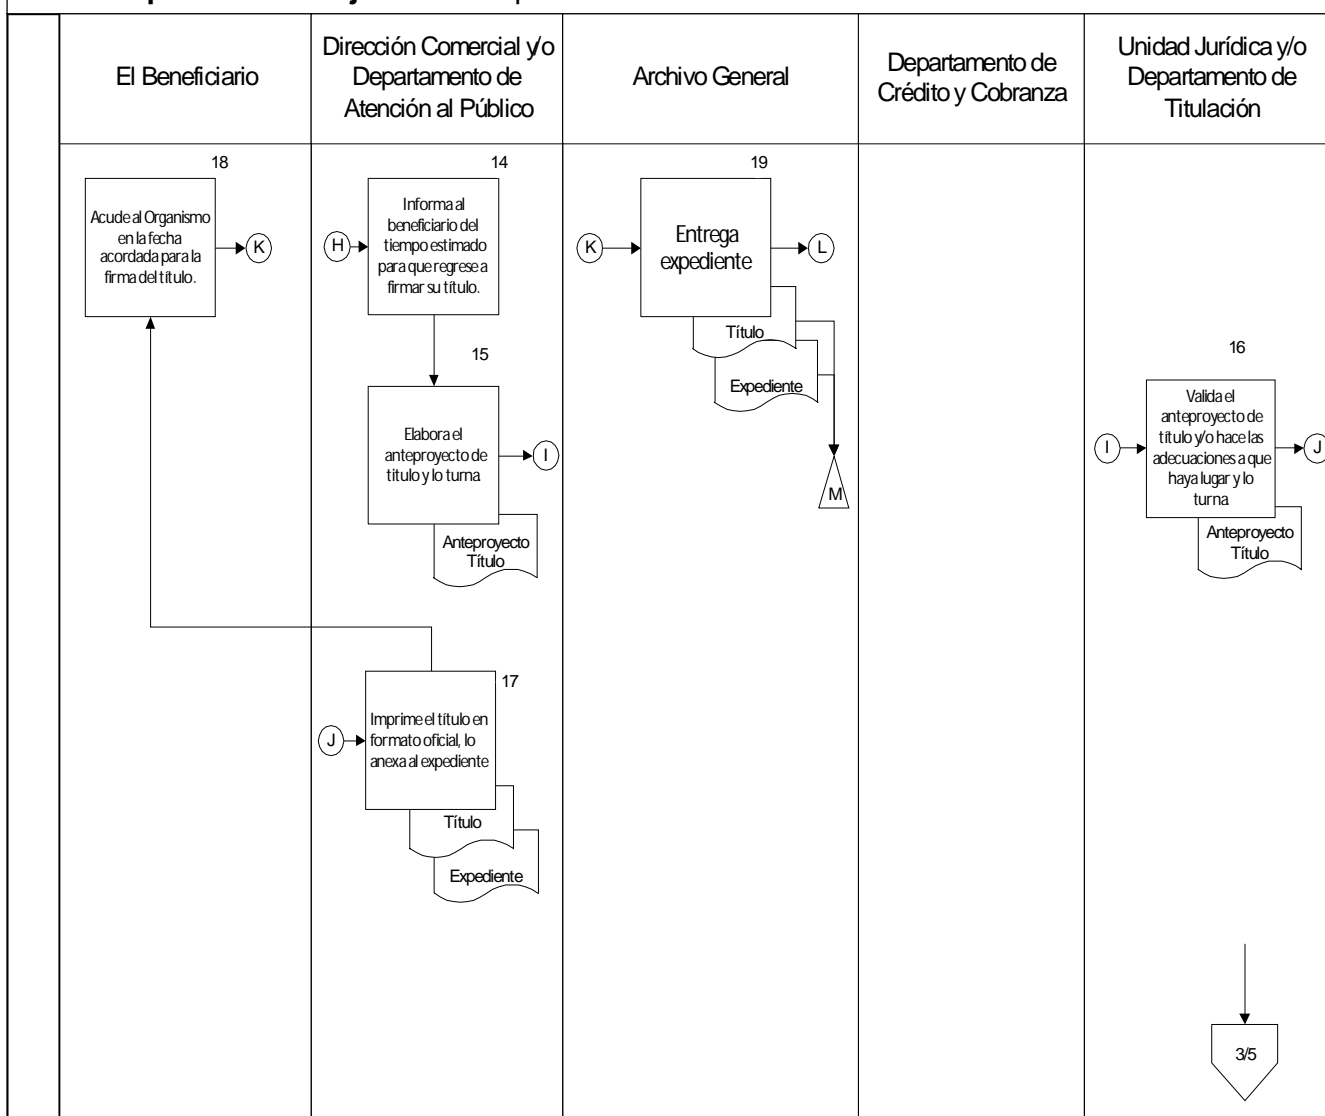 El Beneficiario
Dirección Comercial y/o
Departamento de
Atención al Público
Archivo General
Departamento de
Crédito y Cobranza
Unidad Jurídica y/o
Departamento de
Titulación
18
Acude al Organismo
en la fecha
acordada para la
firma del título.
K
14
H
Informa al
beneficiario del
tiempo estimado
para que regrese a
firmar su título.
15
Elabora el
anteproyecto de
titulo y lo turna
I
Anteproyecto
Título
17
J
Imprime el título en
formato oficial, lo
anexa al expediente
Título
Expediente
19
K
Entrega
expediente
L
Título
Expediente
M
16
I
Valida el
anteproyecto de
título y/o hace las
adecuaciones a que
haya lugar y lo
turna
J
Anteproyecto
Título
3/5